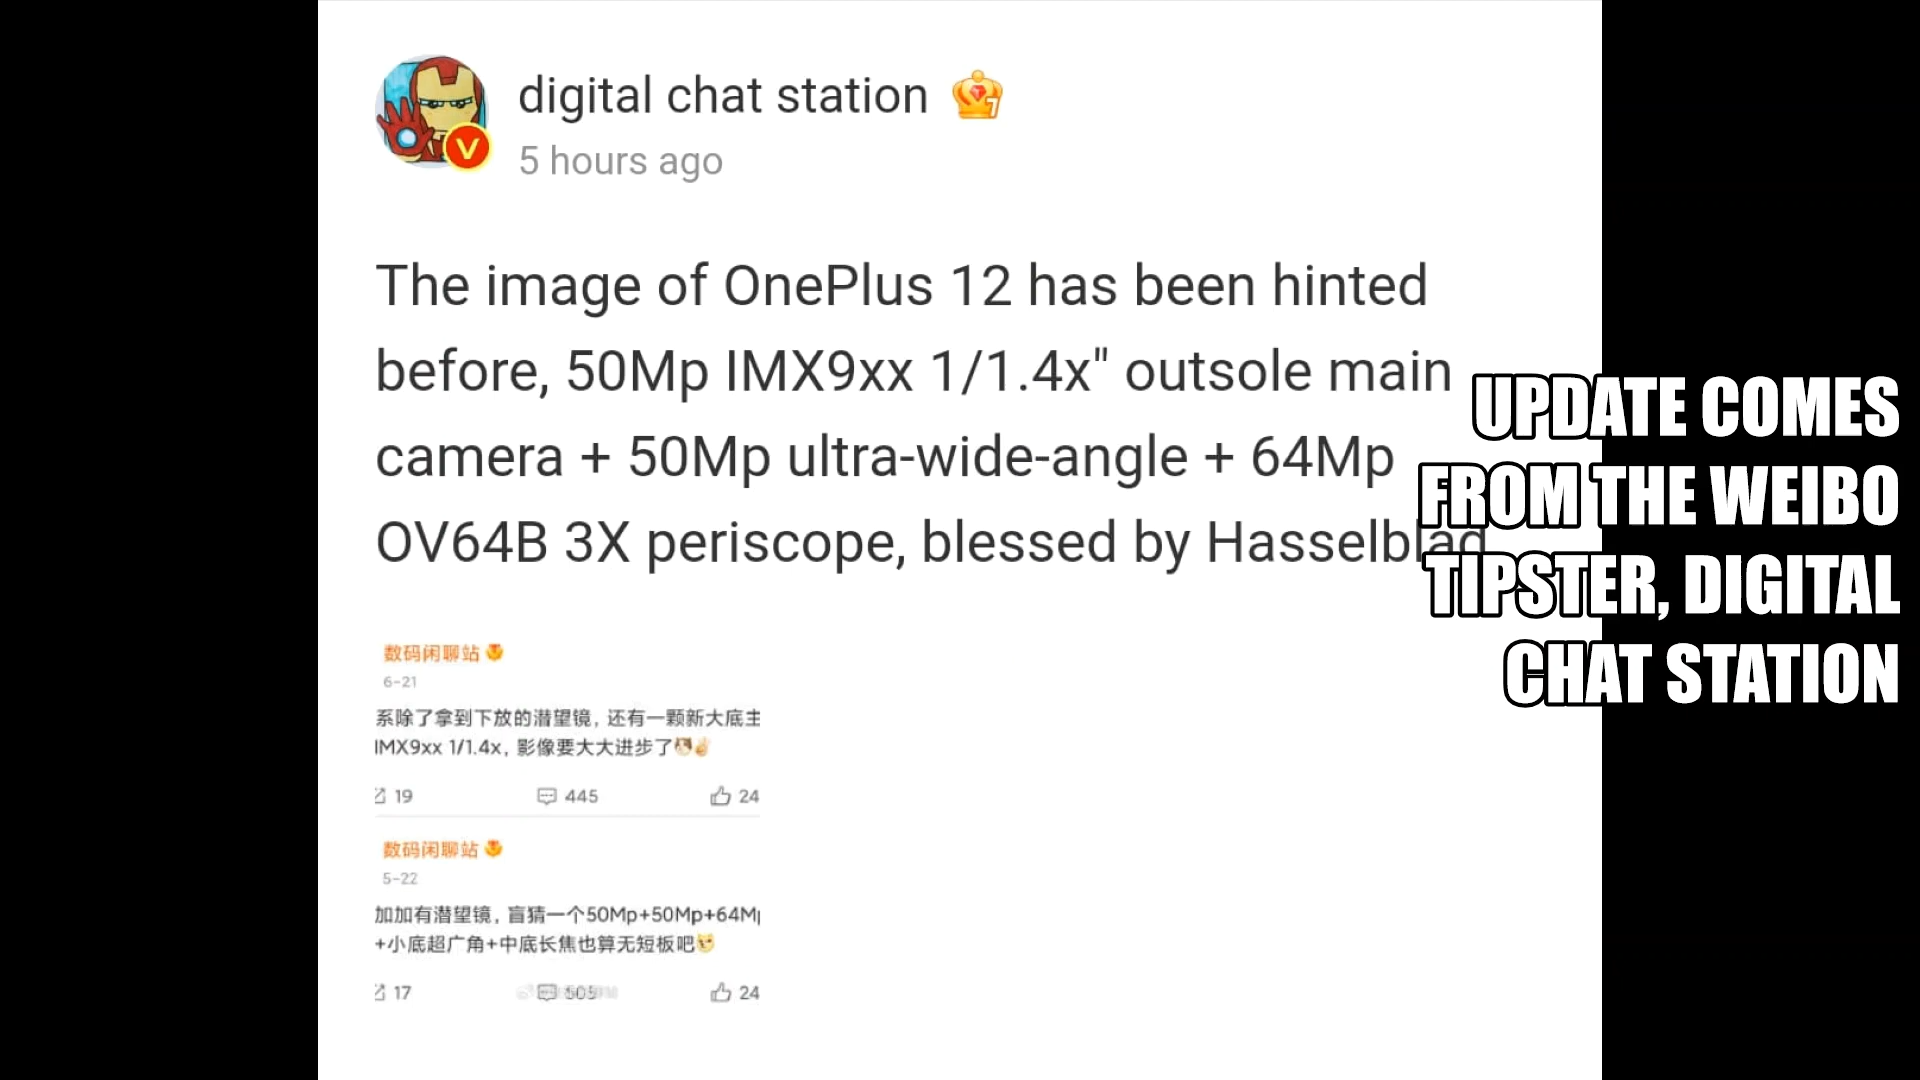 digital chat station
5 hours ago
The image of OnePlus 12 has been hinted
before, 50Mp IMX9xx 1/1.4x" outsole main
camera + 50Mp ultra-wide-angle + 64Mp
OV64B 3X periscope, blessed by Hasselblad
UPDATE COMES
FROM THE WEIBO
TIPSTER, DIGITAL
CHAT STATION
数码闲聊站
6-21
系除了拿到下放的潜望镜，还有一颗新大底主
IMX9xx 1/1.4x，影像要大大进步了
19 445 24
数码闲聊站
5-22
加加有潜望镜，盲猜一个50Mp+50Mp+64M
+小底超广角+中底长焦也算无短板吧
17 505 24